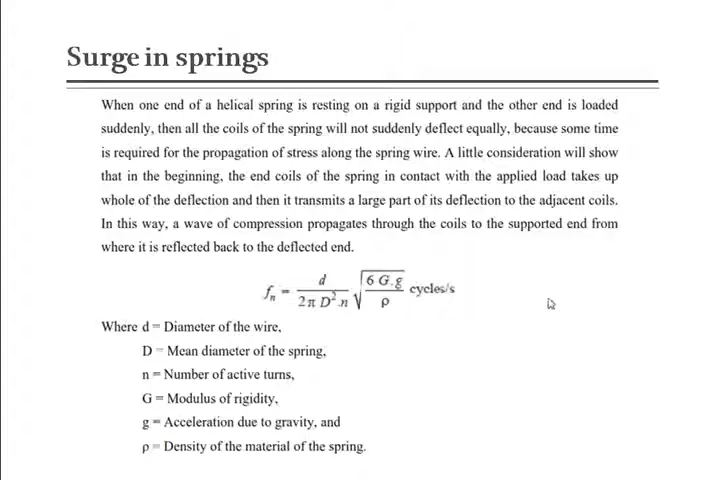 Surge in springs
When one end of a helical spring is resting on a rigid support and the other end is loaded
suddenly, then all the coils of the spring will not suddenly deflect equally, because some time
is required for the propagation of stress along the spring wire. A little consideration will show
that in the beginning, the end coils of the spring in contact with the applied load takes up
whole of the deflection and then it transmits a large part of its deflection to the adjacent coils.
In this way, a wave of compression propagates through the coils to the supported end from
where it is reflected back to the deflected end.
fₙ = d / (2π D².n) √(6 G.g / ρ) cycles/s
Where d = Diameter of the wire,
D = Mean diameter of the spring,
n = Number of active turns,
G = Modulus of rigidity,
g = Acceleration due to gravity, and
ρ = Density of the material of the spring.